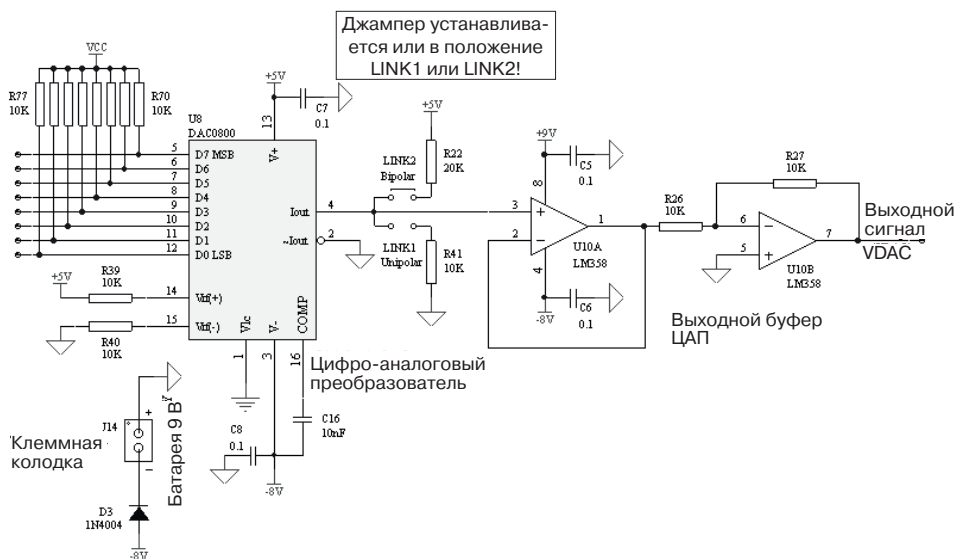 Джампер устанавлива-
ется или в положение
LINK1 или LINK2!
VCC
R77
10K
R70
10K
+5V
C7
0.1
+5V
U8
DAC0800
13
V+
5
D7 MSB
6
D6
7
D5
8
D4
9
D3
10
D2
11
D1
12
D0 LSB
LINK2
Bipolar
R22
20K
Iout
4
~Iout
2
LINK1
Unipolar
R41
10K
+9V
C5
0.1
8
3
2
1
4
U10A
LM358
C6
0.1
-8V
R26
10K
R27
10K
6
5
7
U10B
LM358
Выходной
сигнал
VDAC
Выходной буфер
ЦАП
+5V
R39
10K
14
Vrf(+)
15
Vrf(-)
R40
10K
Vlc
V-
COMP
1
3
16
Цифро-аналоговый
преобразователь
C16
10nF
C8
0.1
-8V
+
J14
Клеммная
колодка
Батарея 9 В
D3
1N4004
-8V